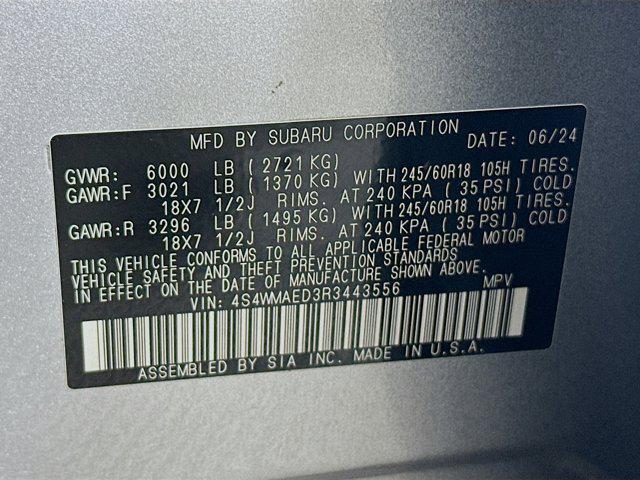 MFD BY SUBARU CORPORATION DATE: 06/24
GVWR: 6000 LB ( 2721 KG)
GAWR:F 3021 LB ( 1370 KG) WITH 245/60R18 105H TIRES.
18X7 1/2J RIMS. AT 240 KPA ( 35 PSI) COLD
GAWR:R 3296 LB ( 1495 KG) WITH 245/60R18 105H TIRES.
18X7 1/2J RIMS. AT 240 KPA ( 35 PSI) COLD
THIS VEHICLE CONFORMS TO ALL APPLICABLE FEDERAL MOTOR
VEHICLE SAFETY AND THEFT PREVENTION STANDARDS
IN EFFECT ON THE DATE OF MANUFACTURE SHOWN ABOVE.
VIN: 4S4WMAED3R3443556 MPV
ASSEMBLED BY SIA INC. MADE IN U.S.A.